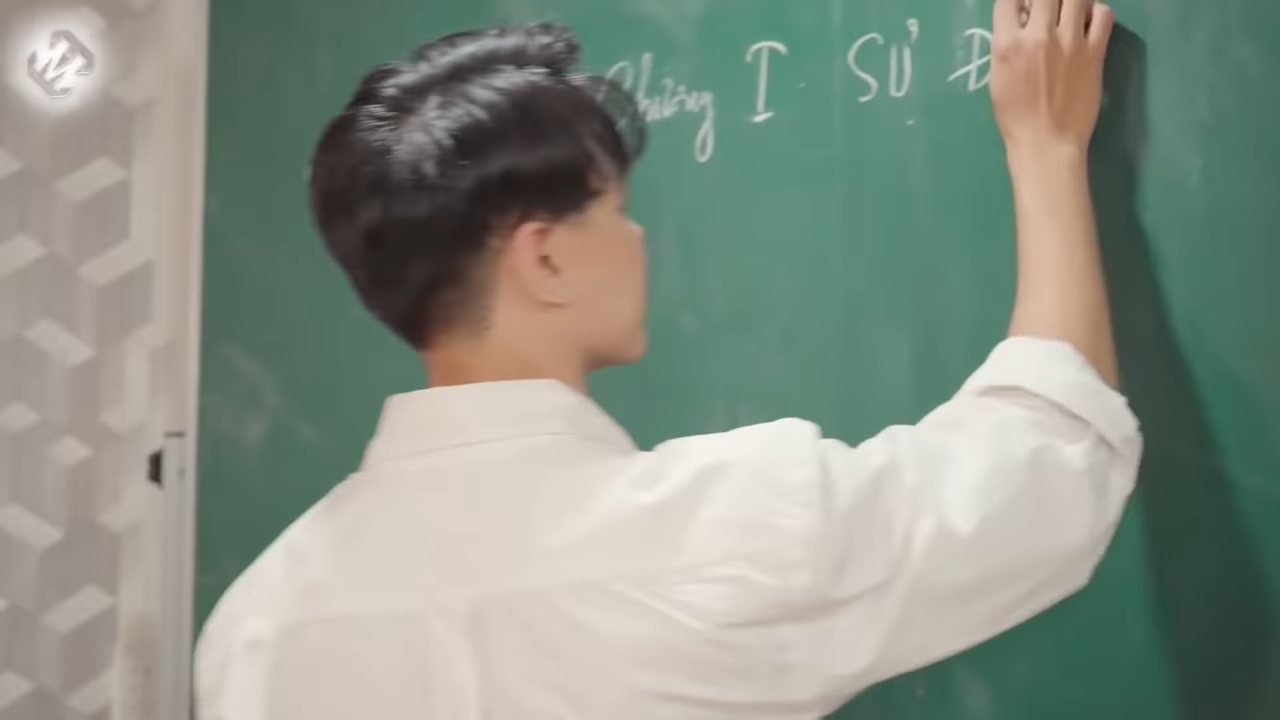 Chương I - SỰ Đ